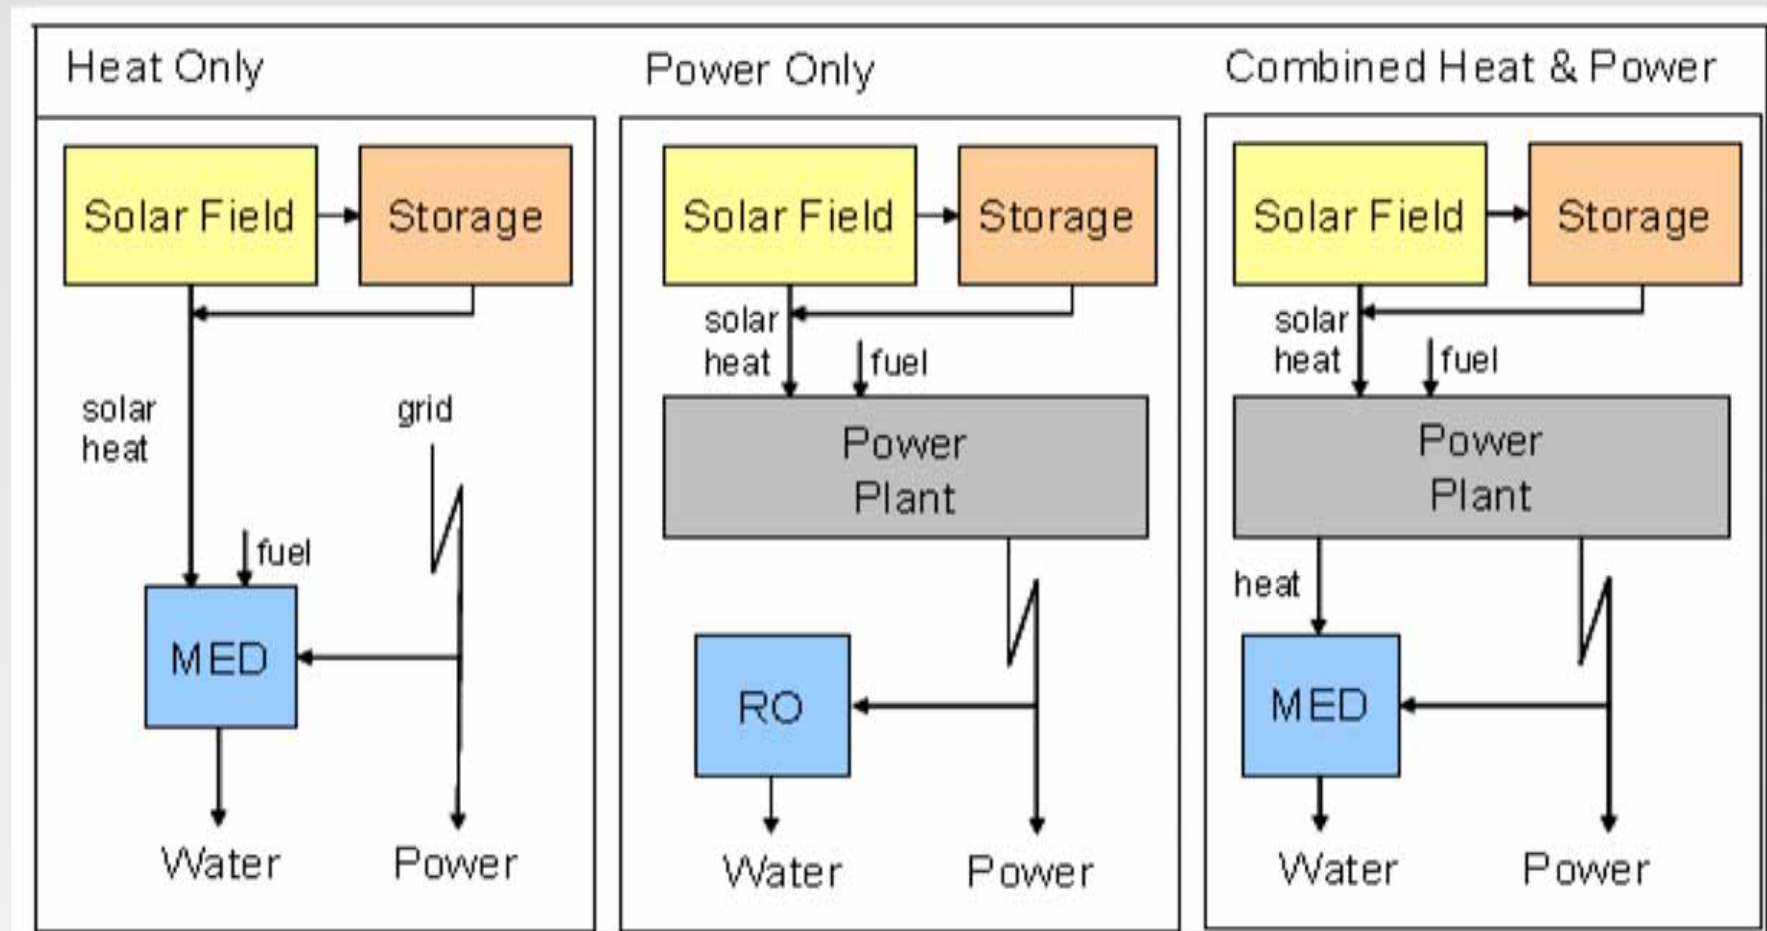 Heat Only
Solar Field
Storage
solar
heat
grid
fuel
MED
Water
Power
Power Only
Solar Field
Storage
solar
heat
fuel
Power
Plant
RO
Water
Power
Combined Heat & Power
Solar Field
Storage
solar
heat
fuel
Power
Plant
heat
MED
Water
Power